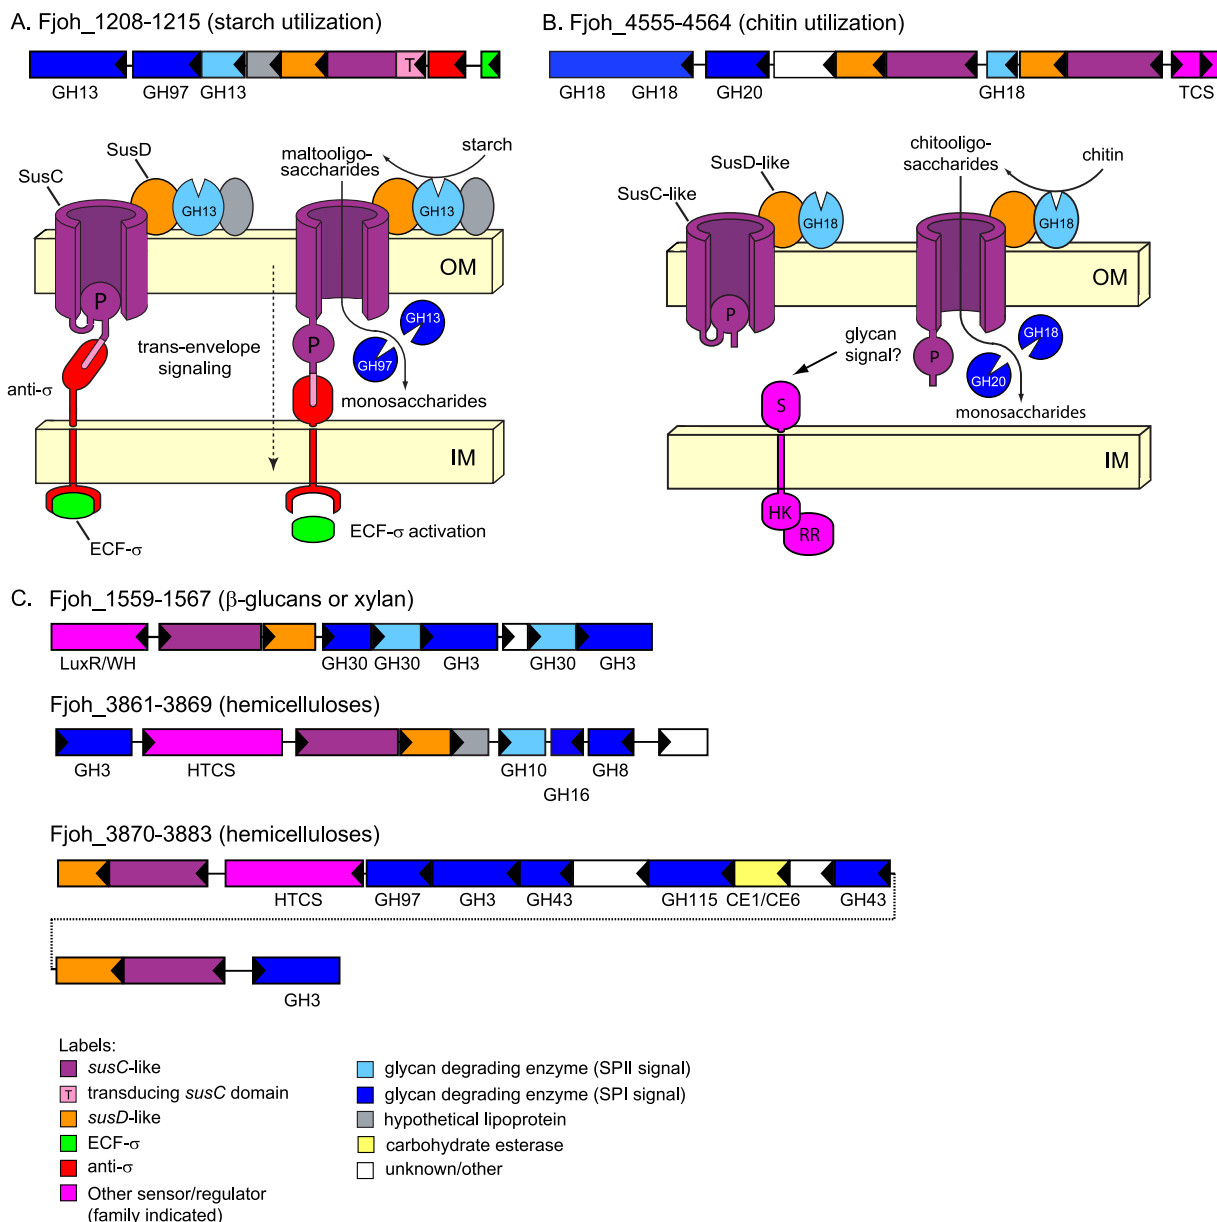 A. Fjoh_1208-1215 (starch utilization)
T
GH13 GH97 GH13
SusC
SusD
maltooligo-
saccharides
starch
GH13
GH13
P
OM
trans-envelope
signaling
P
GH13
GH97
anti-σ
monosaccharides
IM
ECF-σ
ECF-σ activation
B. Fjoh_4555-4564 (chitin utilization)
GH18 GH18 GH20 GH18 TCS
SusC-like
SusD-like
chitooligo-
saccharides
chitin
GH18
GH18
P
OM
glycan
signal?
P
GH18
GH20
monosaccharides
S
IM
HK
RR
C. Fjoh_1559-1567 (β-glucans or xylan)
LuxR/WH GH30 GH30 GH3 GH30 GH3
Fjoh_3861-3869 (hemicelluloses)
GH3 HTCS GH10 GH8
GH16
Fjoh_3870-3883 (hemicelluloses)
HTCS GH97 GH3 GH43 GH115 CE1/CE6 GH43
GH3
Labels:
susC-like
T transducing susC domain
susD-like
ECF-σ
anti-σ
Other sensor/regulator
(family indicated)
glycan degrading enzyme (SPII signal)
glycan degrading enzyme (SPI signal)
hypothetical lipoprotein
carbohydrate esterase
unknown/other